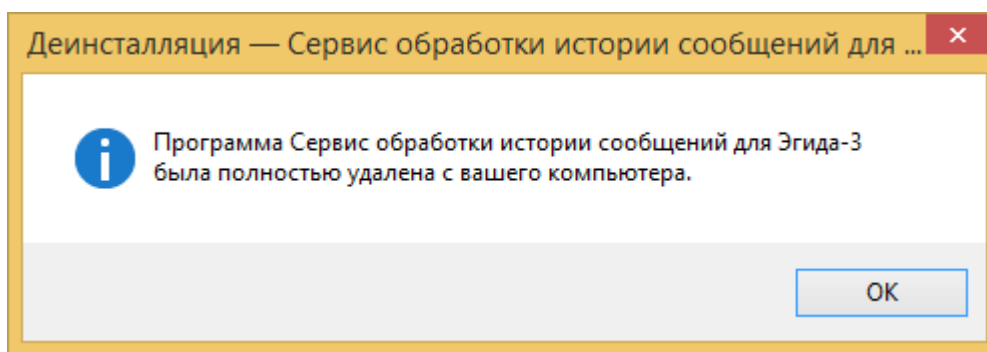 Деинсталляция — Сервис обработки истории сообщений для ...
Программа Сервис обработки истории сообщений для Эгида-3
была полностью удалена с вашего компьютера.
OK